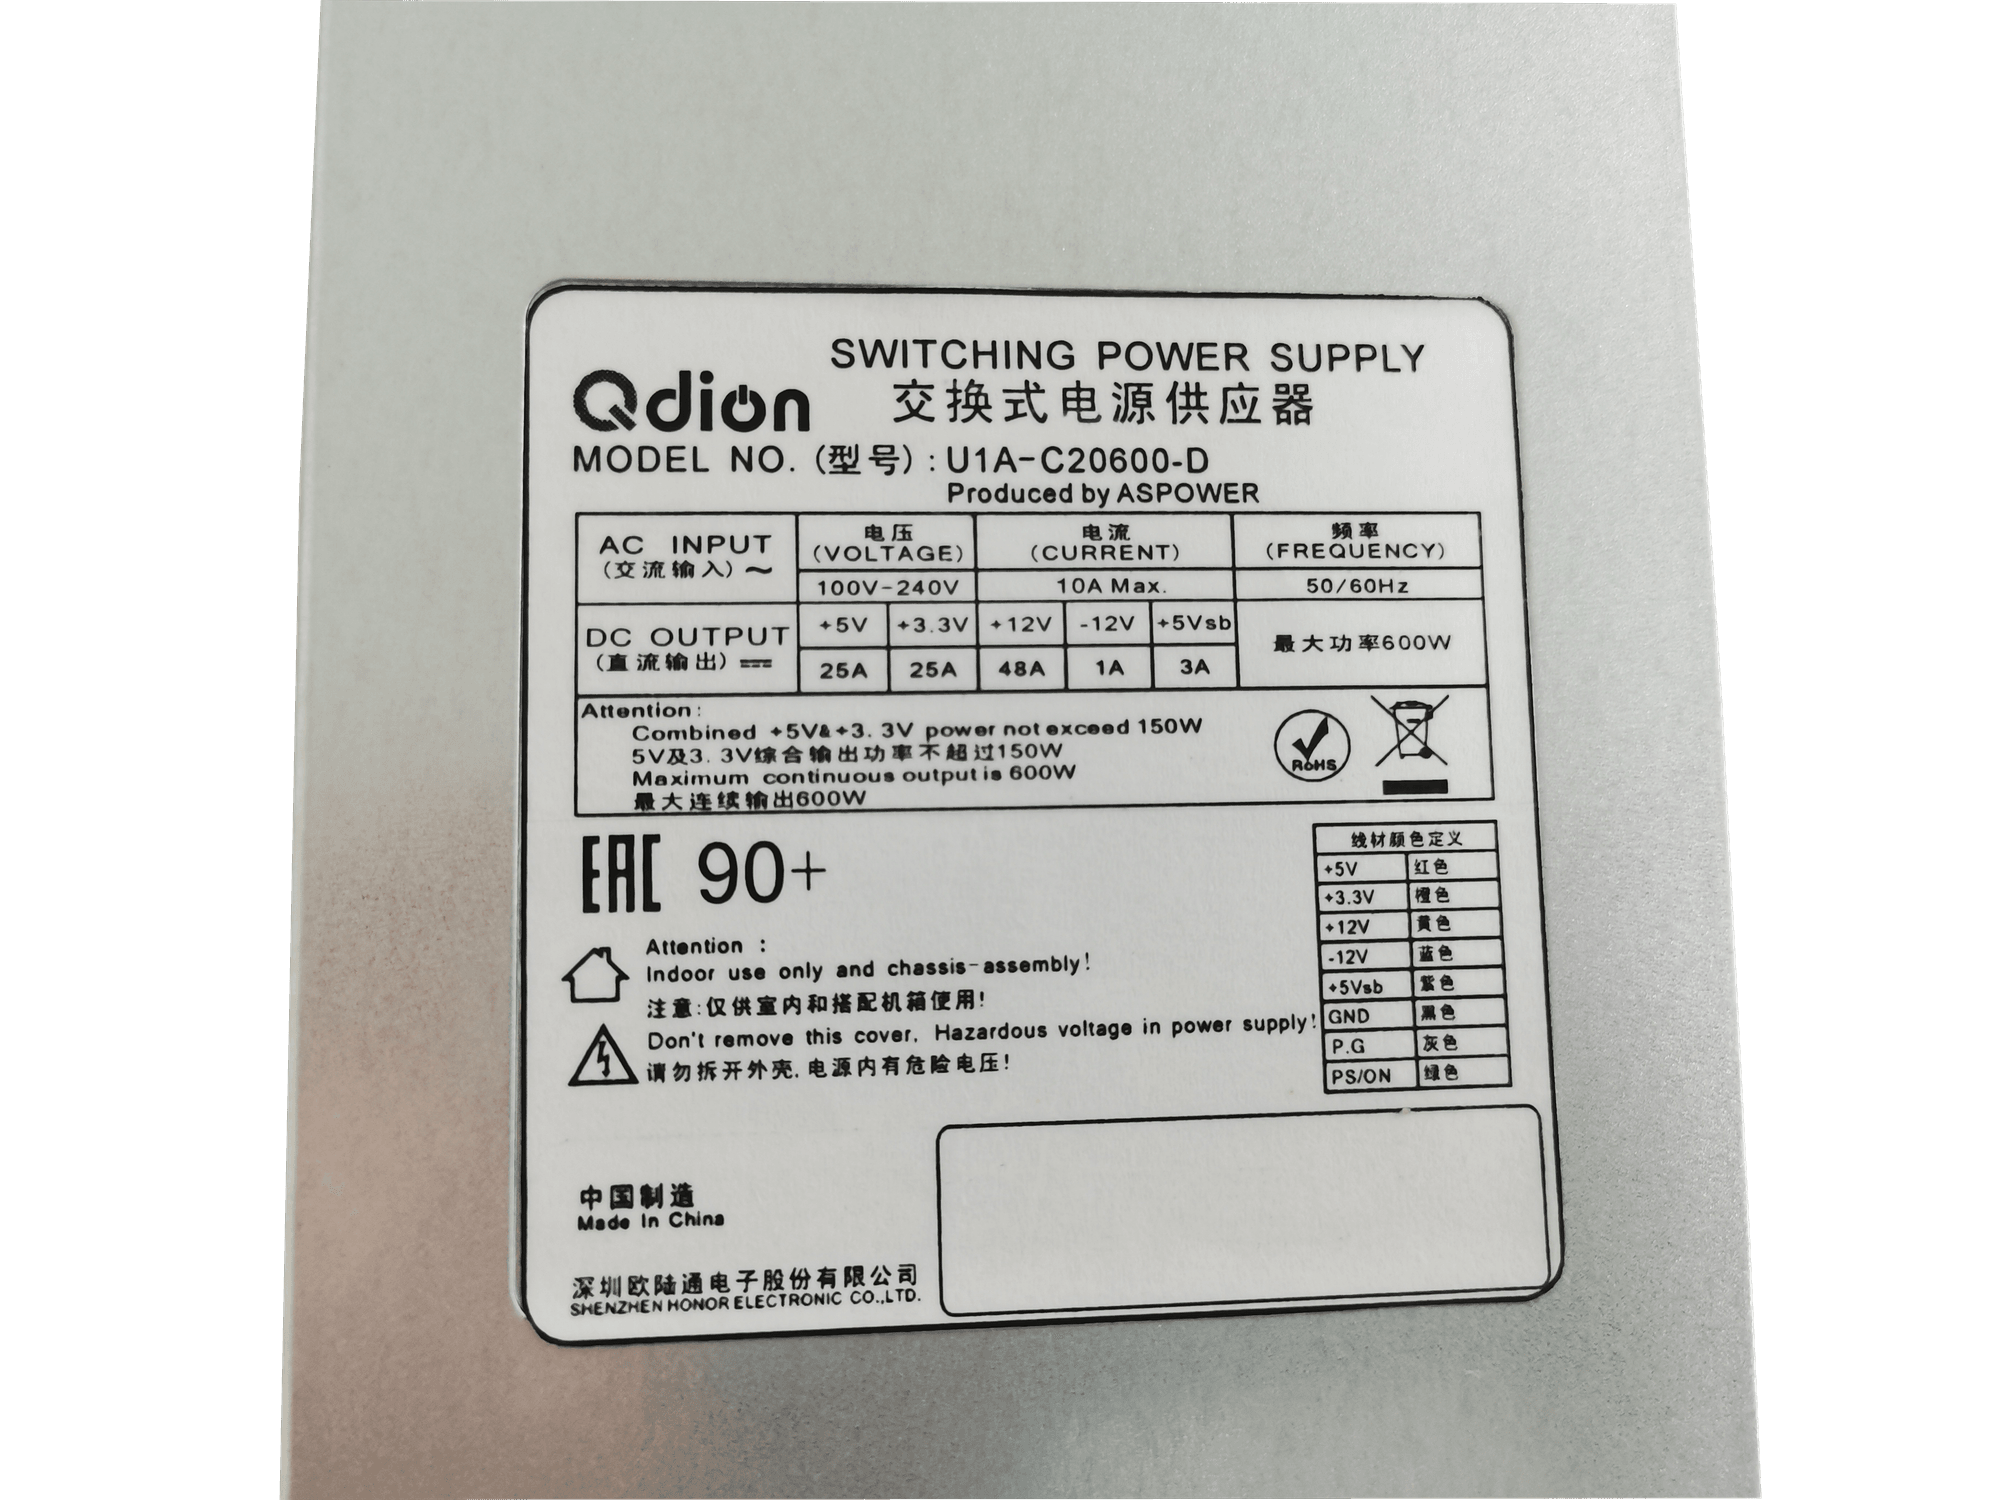 SWITCHING POWER SUPPLY
Qdion 交换式电源供应器
MODEL NO. (型号) : U1A-C20600-D
Produced by ASPOWER
AC INPUT 电压 电流 频率
(交流输入) ~ (VOLTAGE) (CURRENT) (FREQUENCY)
100V-240V 10A Max. 50/60Hz
DC OUTPUT +5V +3.3V +12V -12V +5Vsb 最大功率600W
(直流输出) 25A 25A 48A 1A 3A
Attention:
Combined +5V&+3.3V power not exceed 150W
5V及3.3V综合输出功率不超过150W
Maximum continuous output is 600W
最大连续输出600W
RoHS
EAC 90+
线材颜色定义
+5V 红色
+3.3V 橙色
+12V 黄色
-12V 蓝色
+5Vsb 紫色
GND 黑色
P.G 灰色
PS/ON 绿色
Attention :
Indoor use only and chassis-assembly!
注意:仅供室内和搭配机箱使用!
Don't remove this cover, Hazardous voltage in power supply!
请勿拆开外壳,电源内有危险电压!
中国制造
Made In China
深圳欧陆通电子股份有限公司
SHENZHEN HONOR ELECTRONIC CO.,LTD.